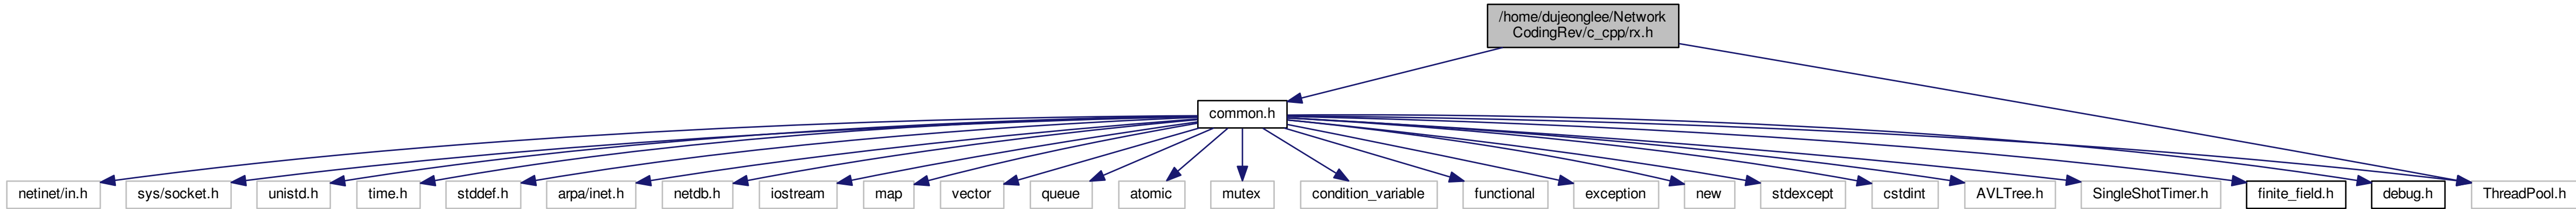 /home/dujeonglee/Network
CodingRev/c_cpp/rx.h
common.h
netinet/in.h
sys/socket.h
unistd.h
time.h
stddef.h
arpa/inet.h
netdb.h
iostream
map
vector
queue
atomic
mutex
condition_variable
functional
exception
new
stdexcept
cstdint
AVLTree.h
SingleShotTimer.h
finite_field.h
debug.h
ThreadPool.h